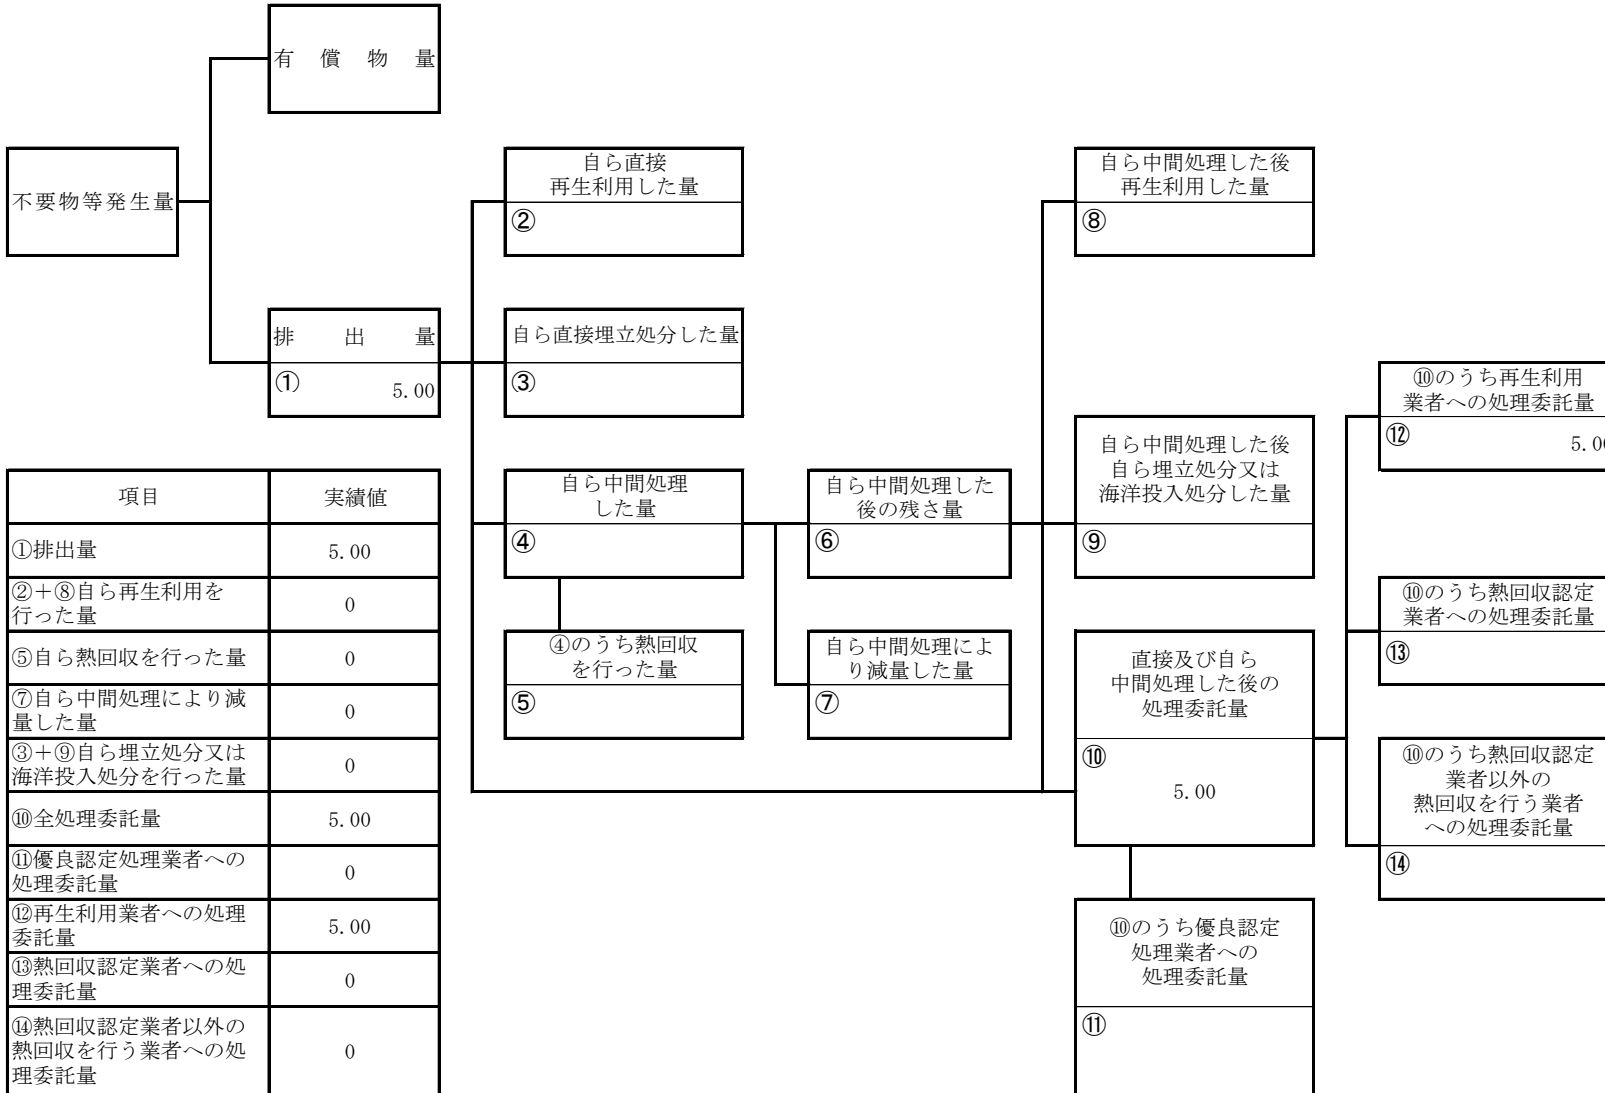 有償物量
不要物等発生量
排出量
① 5.00
自ら直接
再生利用した量
②
自ら直接埋立処分した量
③
自ら中間処理
した量
④
④のうち熱回収
を行った量
⑤
自ら中間処理した
後の残さ量
⑥
自ら中間処理によ
り減量した量
⑦
自ら中間処理した後
再生利用した量
⑧
自ら中間処理した後
自ら埋立処分又は
海洋投入処分した量
⑨
直接及び自ら
中間処理した後の
処理委託量
⑩
5.00
⑩のうち優良認定
処理業者への
処理委託量
⑪
⑩のうち再生利用
業者への処理委託量
⑫ 5.00
⑩のうち熱回収認定
業者への処理委託量
⑬
⑩のうち熱回収認定
業者以外の
熱回収を行う業者
への処理委託量
⑭
項目 実績値
①排出量 5.00
②＋⑧自ら再生利用を
行った量 0
⑤自ら熱回収を行った量 0
⑦自ら中間処理により減
量した量 0
③＋⑨自ら埋立処分又は
海洋投入処分を行った量 0
⑩全処理委託量 5.00
⑪優良認定処理業者への
処理委託量 0
⑫再生利用業者への処理
委託量 5.00
⑬熱回収認定業者への処
理委託量 0
⑭熱回収認定業者以外の
熱回収を行う業者への処
理委託量 0